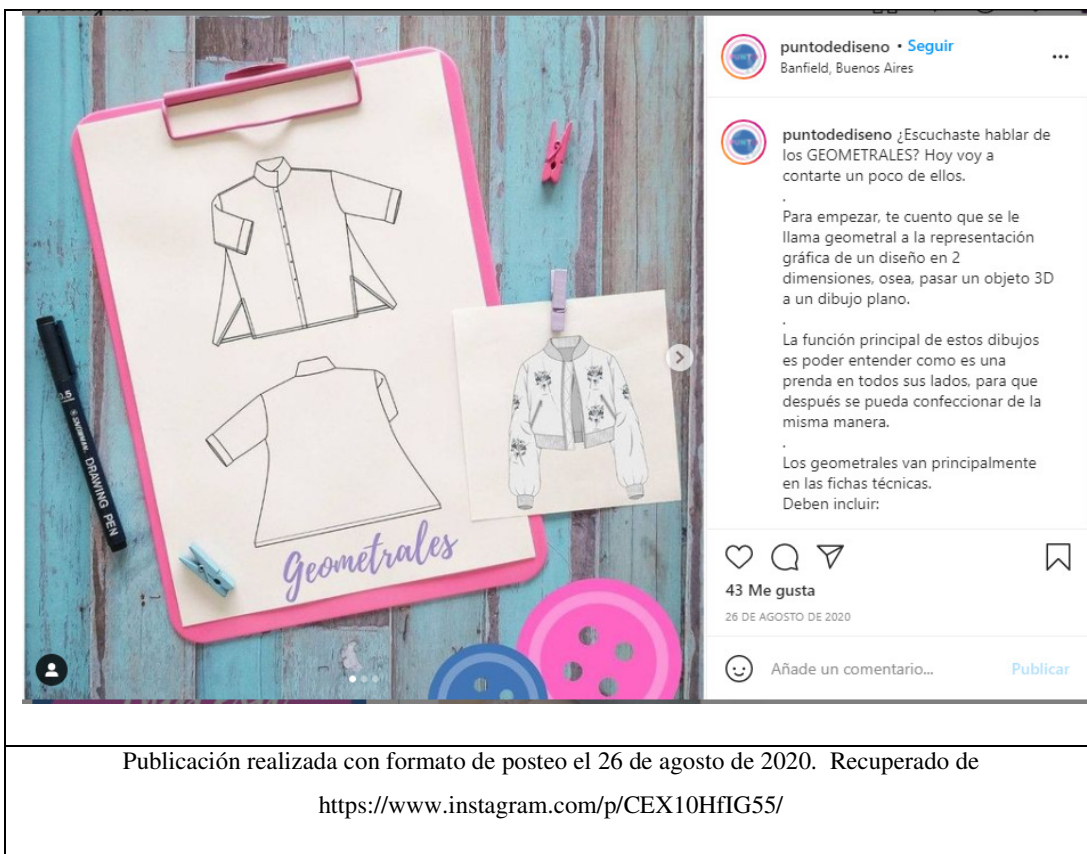 SNOWMAN. DRAWING PEN
Geometrales
puntodediseno • Seguir
Banfield, Buenos Aires
puntodediseno ¿Escuchaste hablar de
los GEOMETRALES? Hoy voy a
contarte un poco de ellos.
.
Para empezar, te cuento que se le
llama geometral a la representación
gráfica de un diseño en 2
dimensiones, osea, pasar un objeto 3D
a un dibujo plano.
.
La función principal de estos dibujos
es poder entender como es una
prenda en todos sus lados, para que
después se pueda confeccionar de la
misma manera.
.
Los geometrales van principalmente
en las fichas técnicas.
Deben incluir:
43 Me gusta
26 DE AGOSTO DE 2020
Añade un comentario...
Publicar
Publicación realizada con formato de posteo el 26 de agosto de 2020. Recuperado de
https://www.instagram.com/p/CEX10HfIG55/